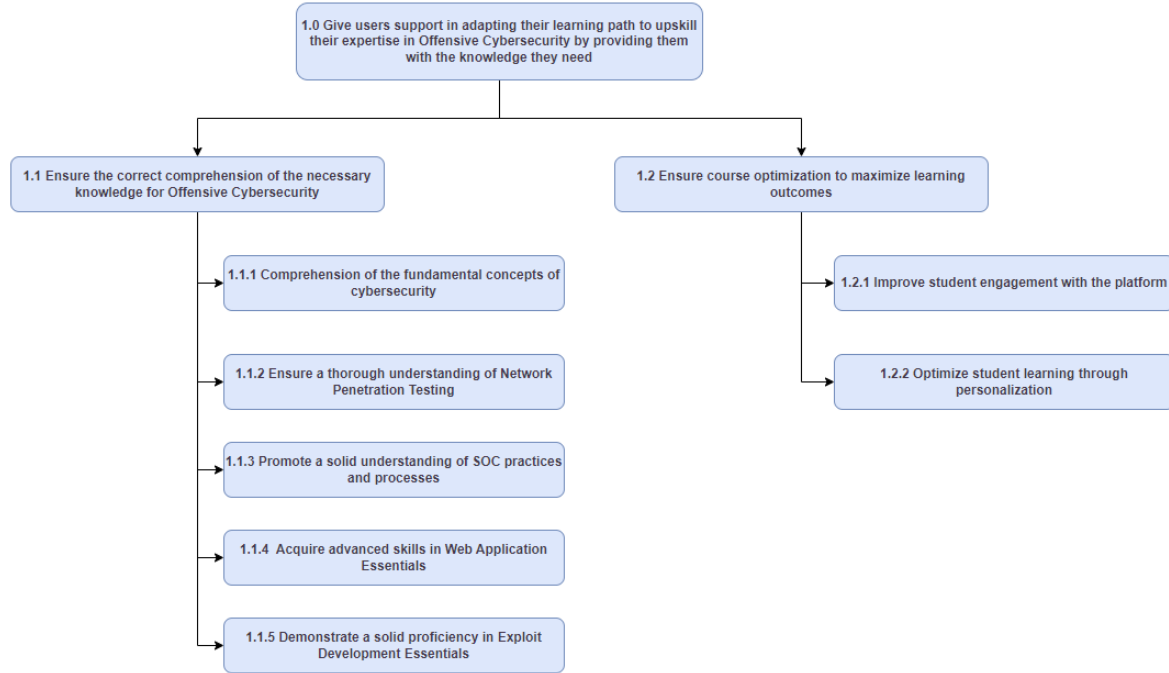 1.0 Give users support in adapting their learning path to upskill
their expertise in Offensive Cybersecurity by providing them
with the knowledge they need
1.1 Ensure the correct comprehension of the necessary
knowledge for Offensive Cybersecurity
1.2 Ensure course optimization to maximize learning
outcomes
1.1.1 Comprehension of the fundamental concepts of
cybersecurity
1.2.1 Improve student engagement with the platform
1.1.2 Ensure a thorough understanding of Network
Penetration Testing
1.2.2 Optimize student learning through
personalization
1.1.3 Promote a solid understanding of SOC practices
and processes
1.1.4 Acquire advanced skills in Web Application
Essentials
1.1.5 Demonstrate a solid proficiency in Exploit
Development Essentials